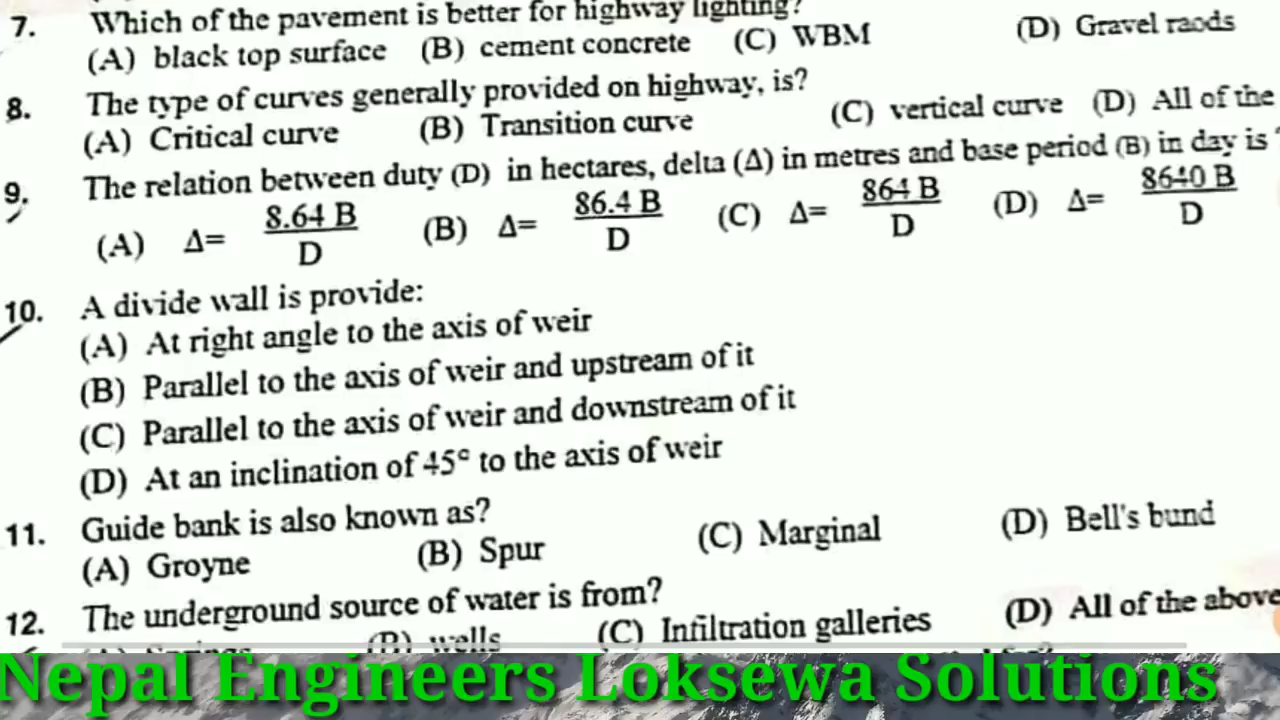 7. Which of the pavement is better for highway lighting?
(A) black top surface (B) cement concrete (C) WBM (D) Gravel raods
8. The type of curves generally provided on highway, is?
(A) Critical curve (B) Transition curve (C) vertical curve (D) All of the
9. The relation between duty (D) in hectares, delta (Δ) in metres and base period (B) in day is
(A) Δ= 8.64 B / D (B) Δ= 86.4 B / D (C) Δ= 864 B / D (D) Δ= 8640 B / D
10. A divide wall is provide:
(A) At right angle to the axis of weir
(B) Parallel to the axis of weir and upstream of it
(C) Parallel to the axis of weir and downstream of it
(D) At an inclination of 45° to the axis of weir
11. Guide bank is also known as?
(A) Groyne (B) Spur (C) Marginal (D) Bell's bund
12. The underground source of water is from?
(A) Springs (B) wells (C) Infiltration galleries (D) All of the above
Nepal Engineers Loksewa Solutions